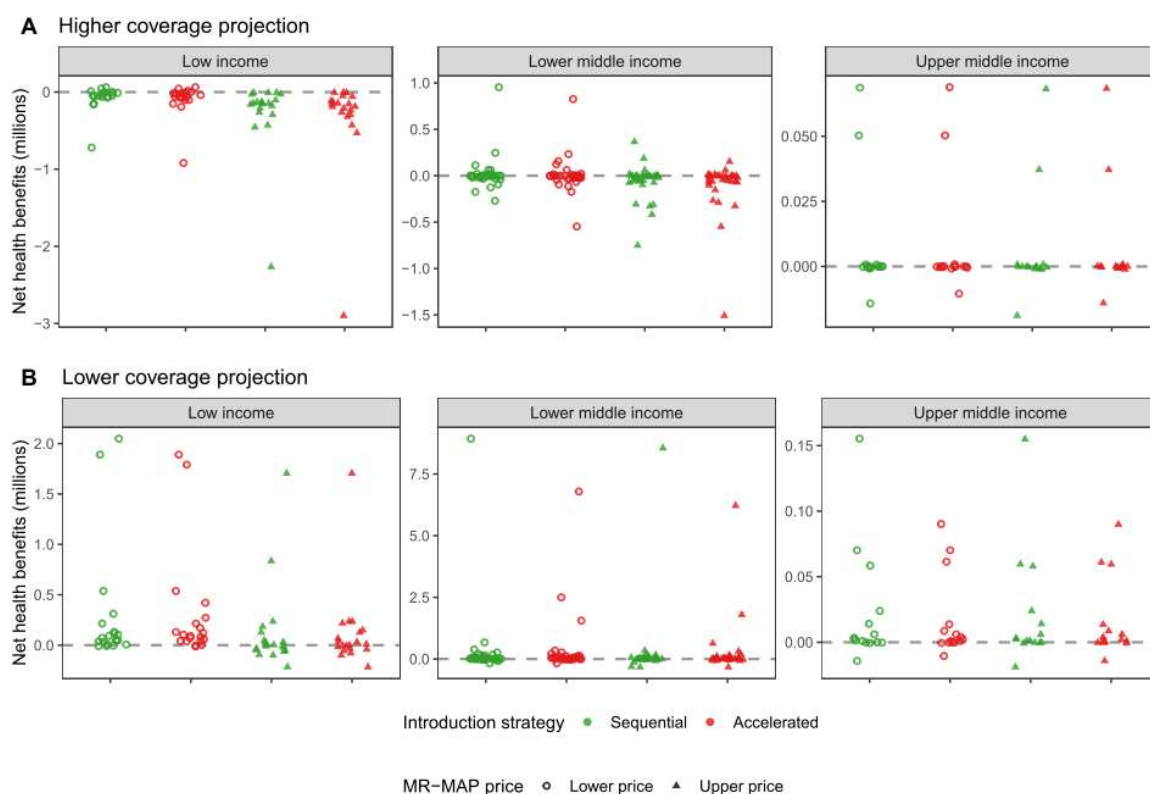 A Higher coverage projection
Low income
Lower middle income
Upper middle income
Net health benefits (millions)
0
−1
−2
−3
1.0
0.5
0.0
−0.5
−1.0
−1.5
0.050
0.025
0.000
B Lower coverage projection
Low income
Lower middle income
Upper middle income
Net health benefits (millions)
2.0
1.5
1.0
0.5
0.0
7.5
5.0
2.5
0.0
0.15
0.10
0.05
0.00
Introduction strategy Sequential Accelerated
MR−MAP price Lower price Upper price